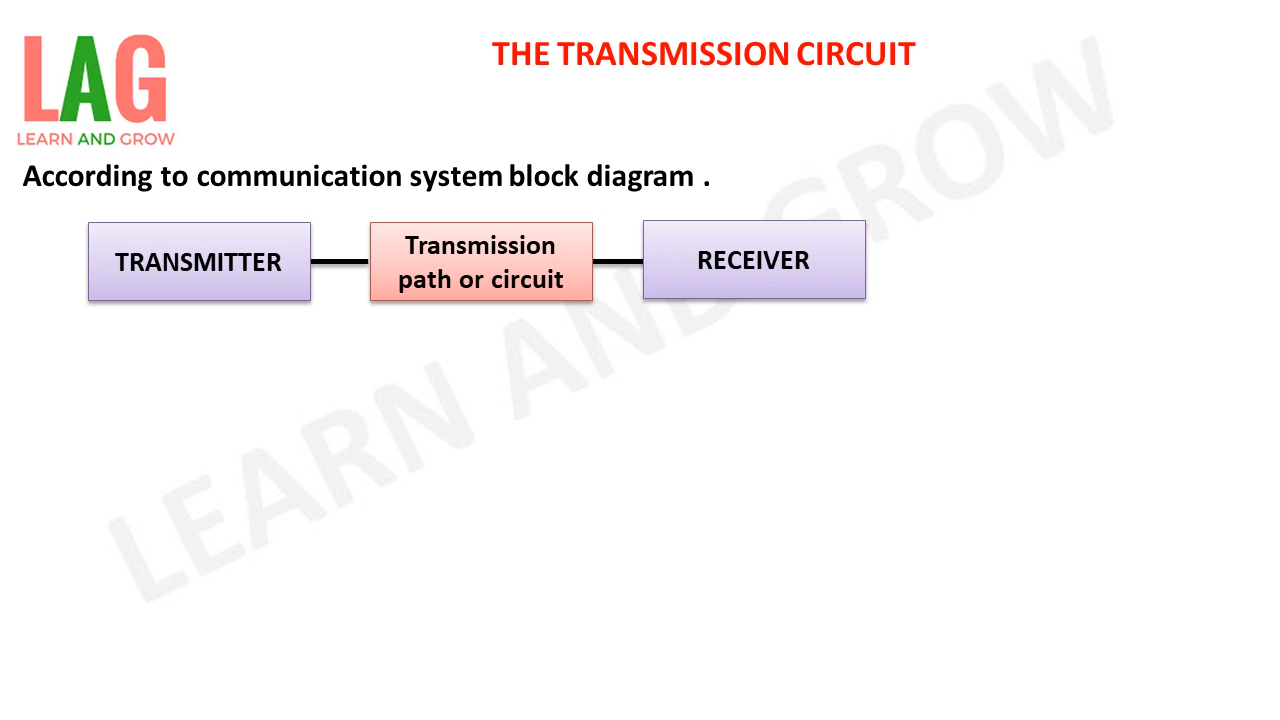 LAG
LEARN AND GROW
THE TRANSMISSION CIRCUIT
According to communication system block diagram .
TRANSMITTER
Transmission
path or circuit
RECEIVER
LEARN AND GROW